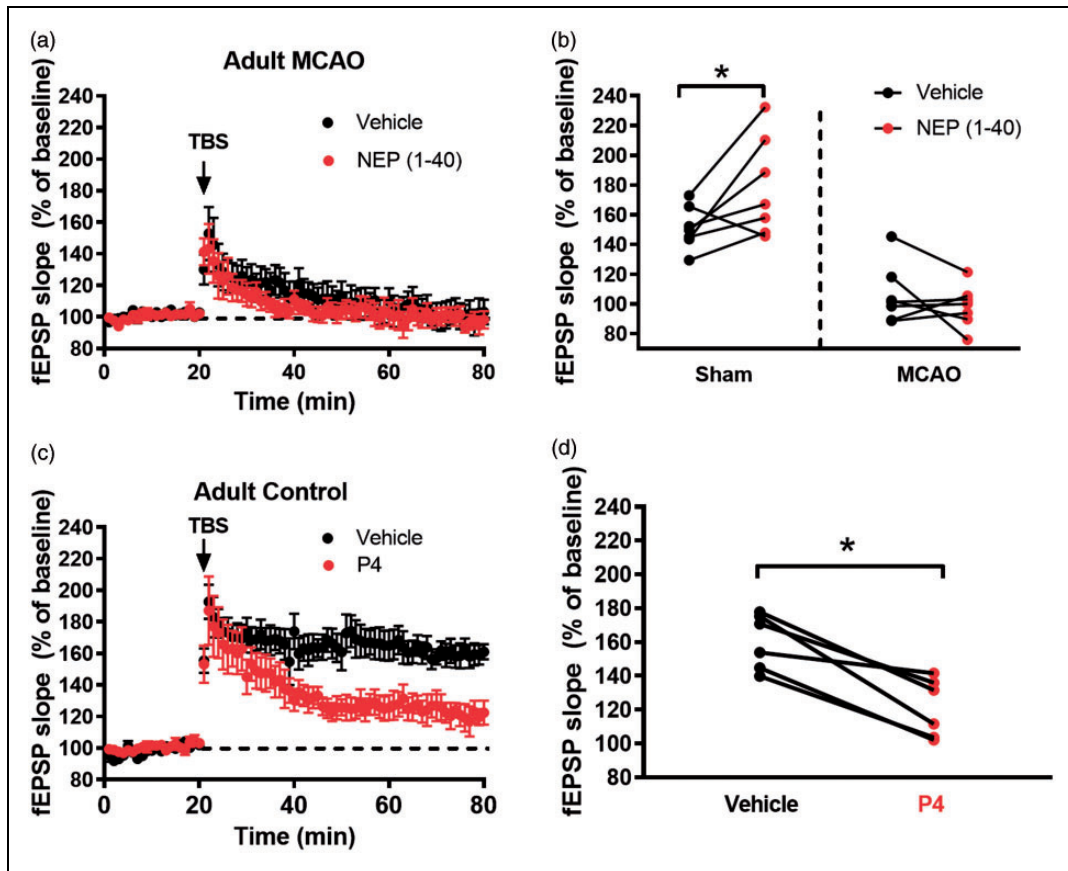 (a)
Adult MCAO
fEPSP slope (% of baseline)
240
220
200
180
160
140
120
100
80
TBS
Vehicle
NEP (1-40)
0
20
40
60
80
Time (min)
(b)
*
fEPSP slope (% of baseline)
240
220
200
180
160
140
120
100
80
Vehicle
NEP (1-40)
Sham
MCAO
(c)
Adult Control
fEPSP slope (% of baseline)
240
220
200
180
160
140
120
100
80
TBS
Vehicle
P4
0
20
40
60
80
Time (min)
(d)
*
fEPSP slope (% of baseline)
240
220
200
180
160
140
120
100
80
Vehicle
P4